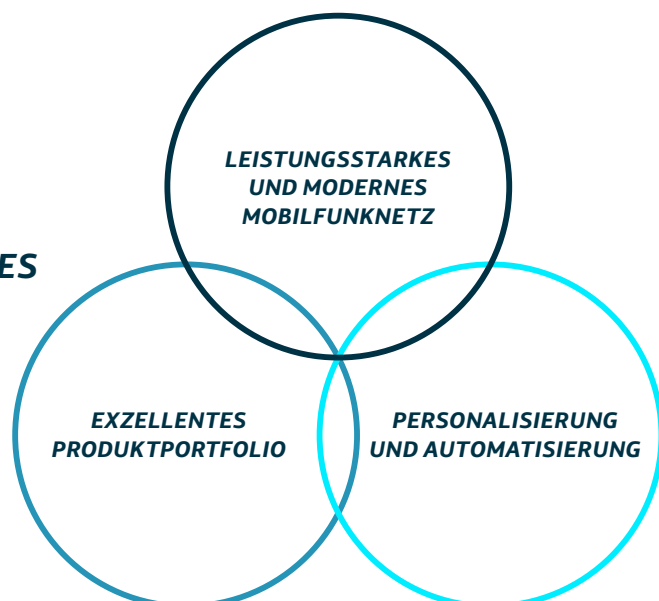 LEISTUNGSSTARKES
UND MODERNES
MOBILFUNKNETZ
ES
EXZELLENTES
PRODUKTPORTFOLIO
PERSONALISIERUNG
UND AUTOMATISIERUNG